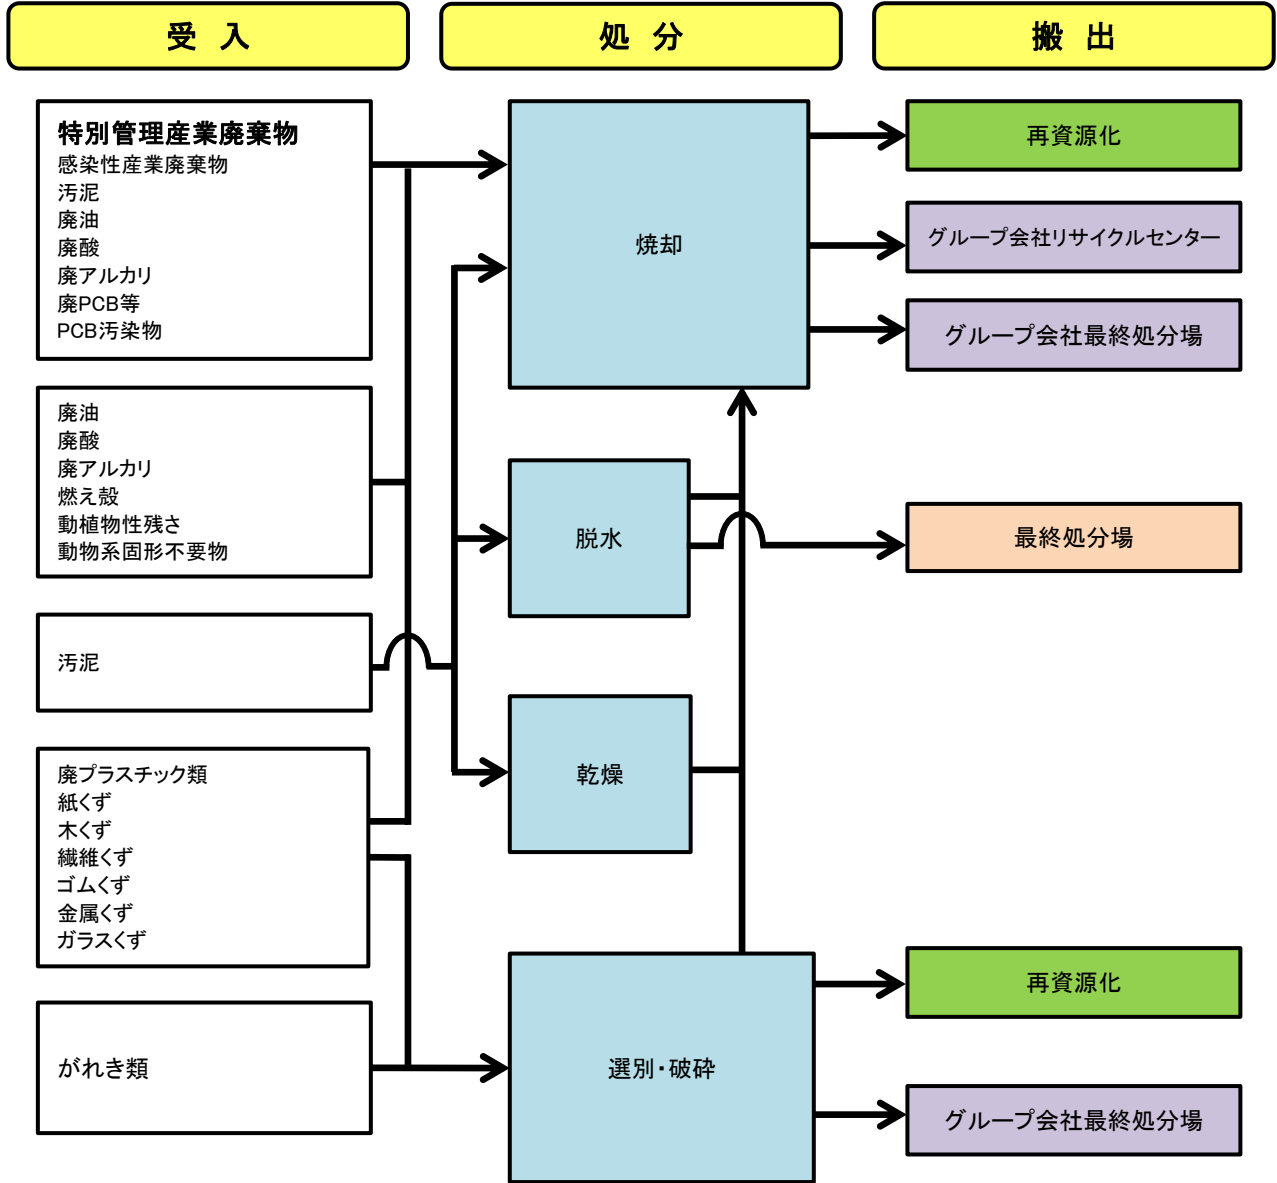 受 入
処 分
搬 出
特別管理産業廃棄物
感染性産業廃棄物
汚泥
廃油
廃酸
廃アルカリ
廃PCB等
PCB汚染物
廃油
廃酸
廃アルカリ
燃え殻
動植物性残さ
動物系固形不要物
汚泥
廃プラスチック類
紙くず
木くず
繊維くず
ゴムくず
金属くず
ガラスくず
がれき類
焼却
脱水
乾燥
選別・破砕
再資源化
グループ会社リサイクルセンター
グループ会社最終処分場
最終処分場
再資源化
グループ会社最終処分場